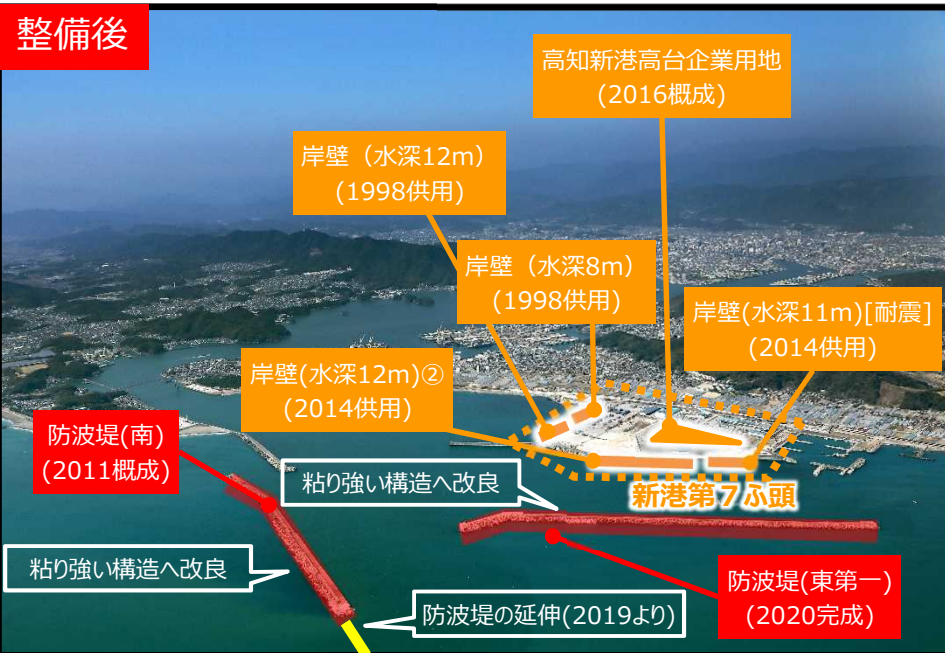 整備後
高知新港高台企業用地
(2016概成)
岸壁（水深12m）
(1998供用)
岸壁（水深8m）
(1998供用)
岸壁(水深11m)[耐震]
(2014供用)
岸壁(水深12m)②
(2014供用)
防波堤(南)
(2011概成)
粘り強い構造へ改良
新港第７ふ頭
粘り強い構造へ改良
防波堤の延伸(2019より)
防波堤(東第一)
(2020完成)